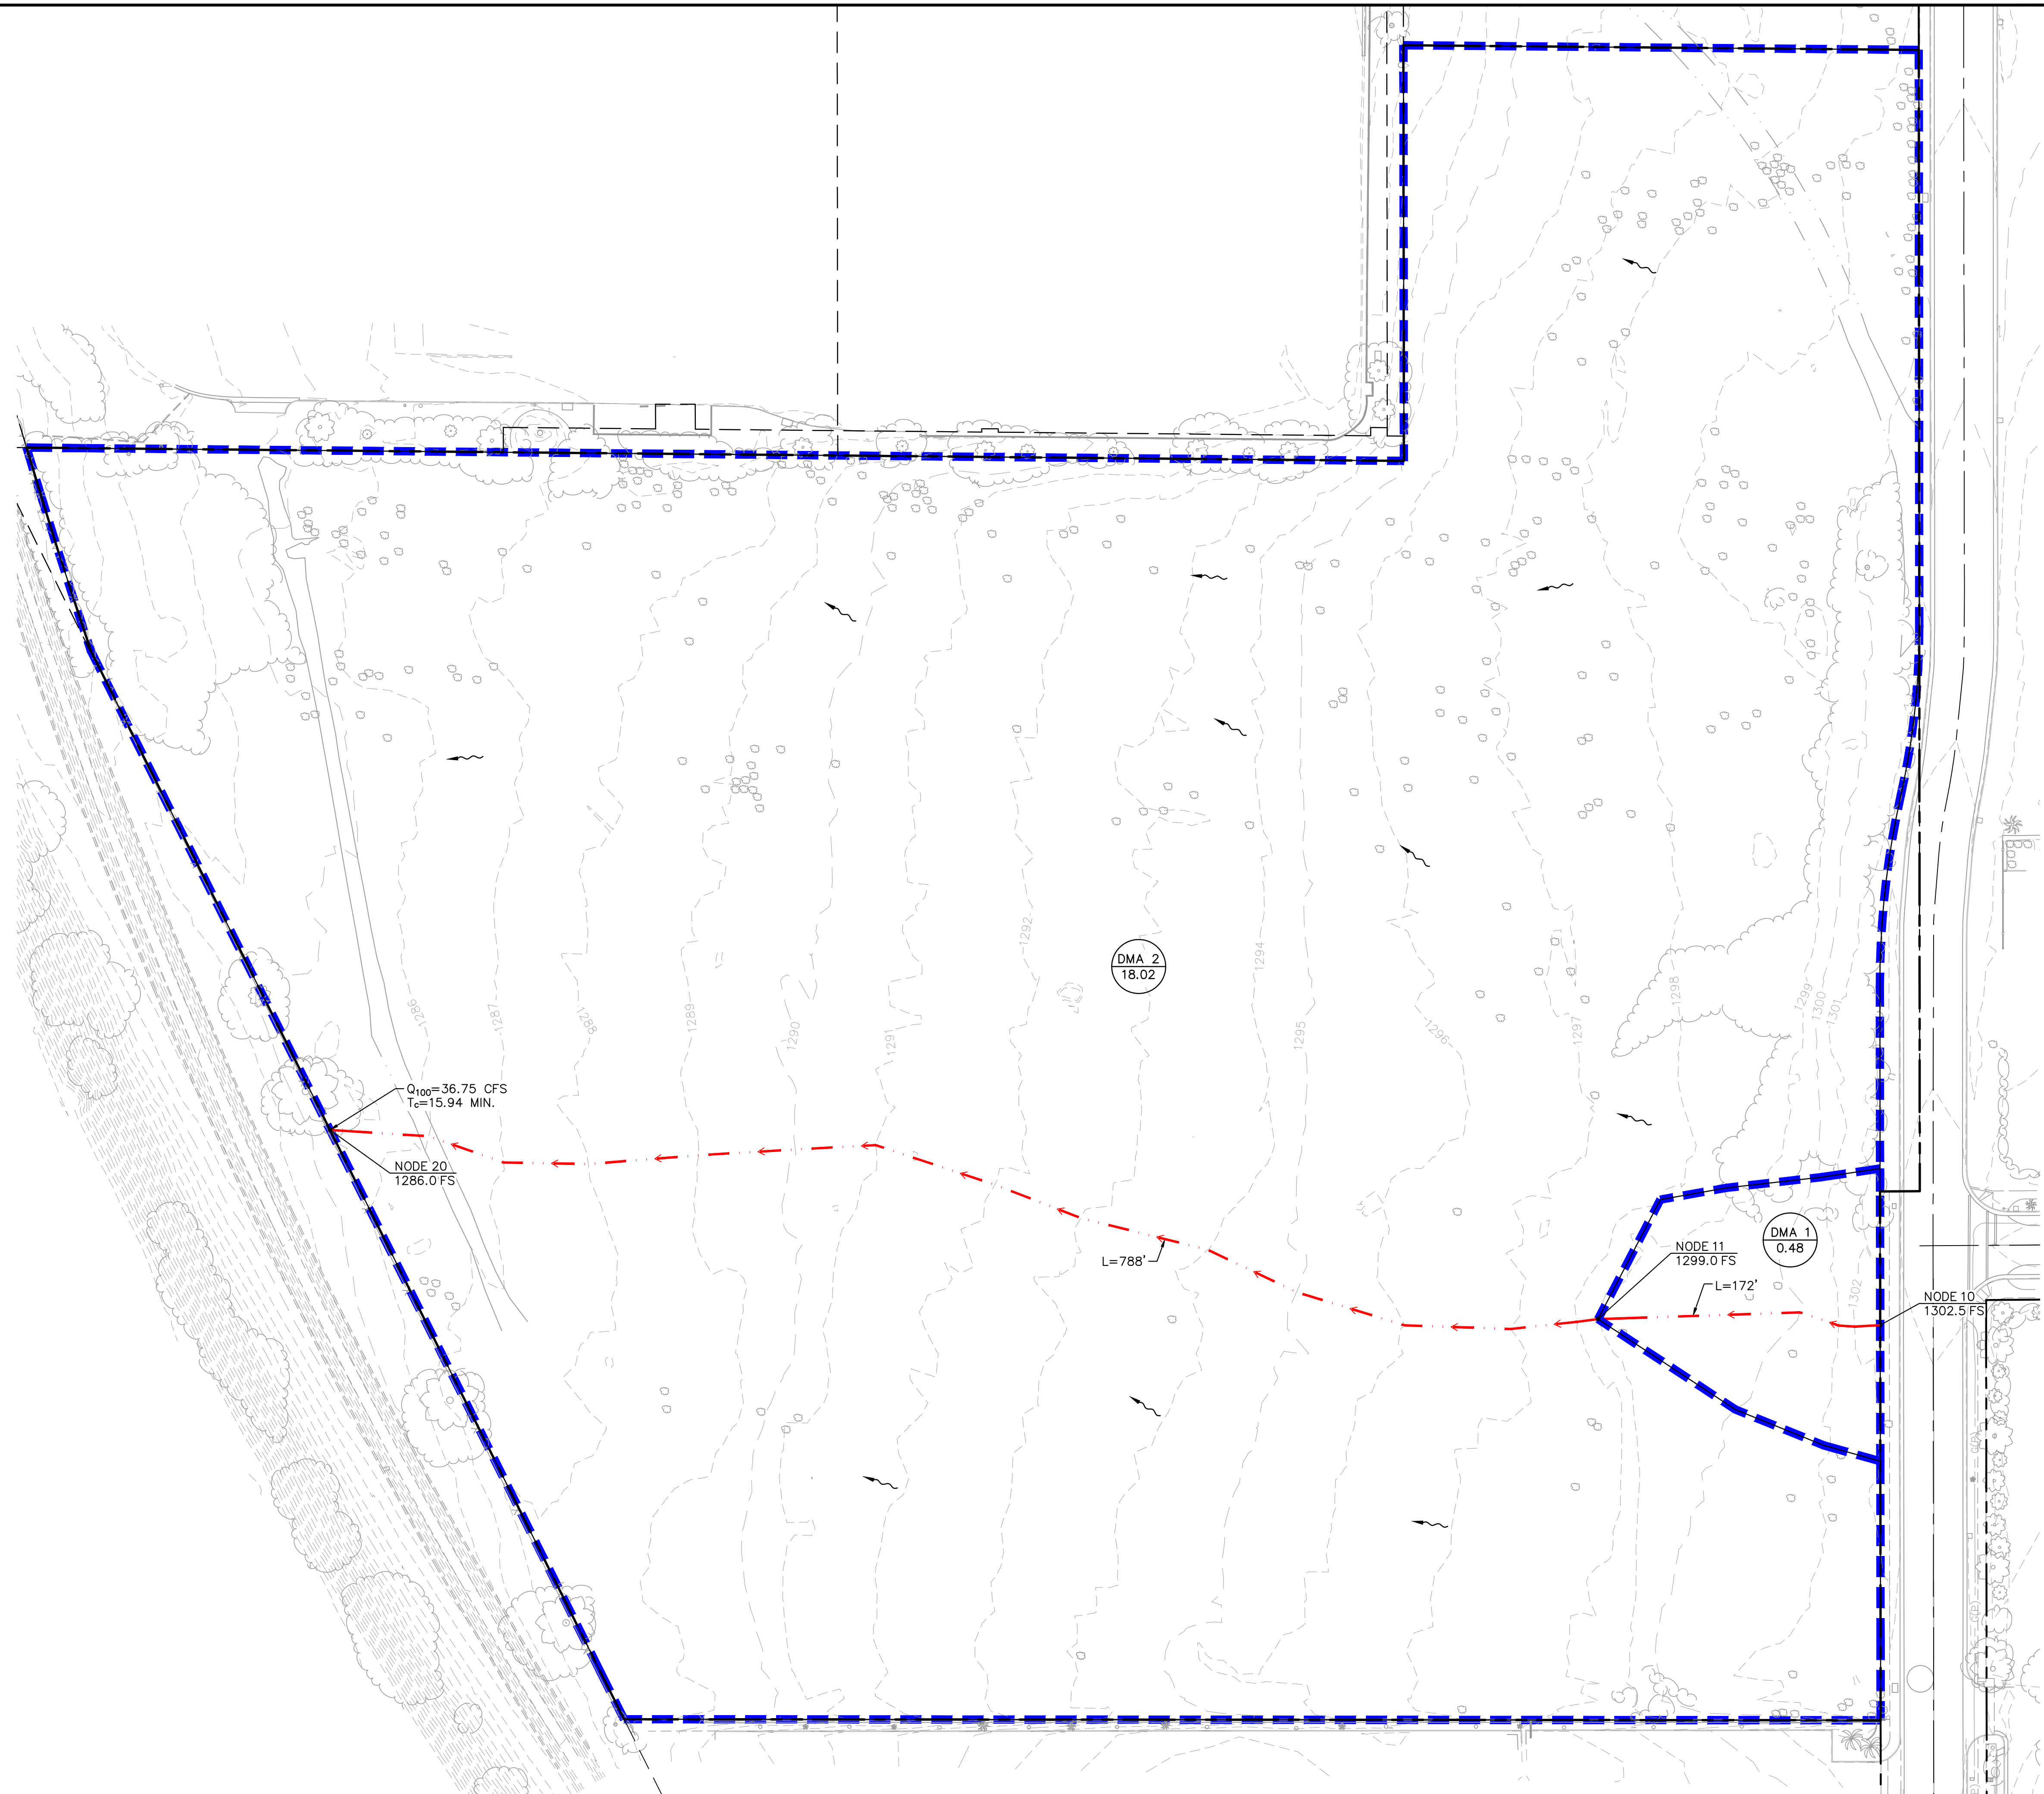 DMA 2
18.02
1292
1294
1286
1287
1288
1289
1290
1291
1295
1296
1297
1298
1299
1300
1301
Q100=36.75 CFS
Tc=15.94 MIN.
NODE 20
1286.0 FS
L=788'
DMA 1
0.48
NODE 11
1299.0 FS
L=172'
1302
NODE 10
1302.5 FS